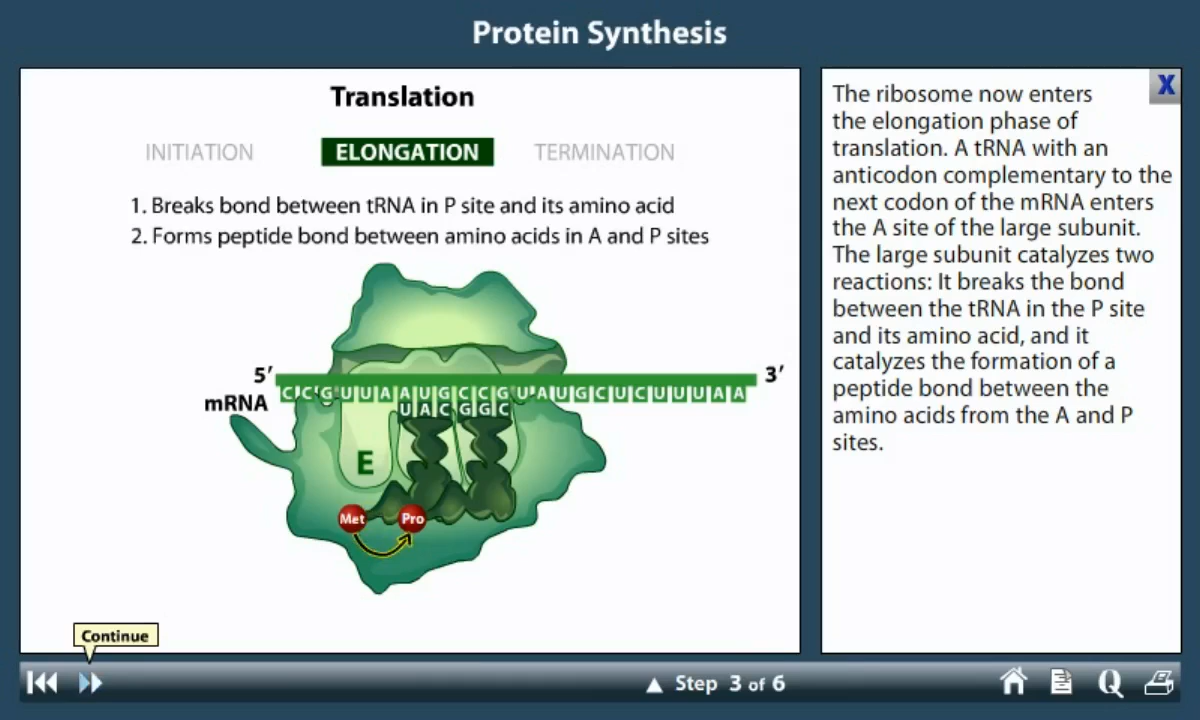 Protein Synthesis
Translation
INITIATION ELONGATION TERMINATION
1. Breaks bond between tRNA in P site and its amino acid
2. Forms peptide bond between amino acids in A and P sites
5′ 3′
mRNA CCGUUAAUGCCGUAUGCUCUUUAA
UAC GGC
E
Met Pro
X
The ribosome now enters
the elongation phase of
translation. A tRNA with an
anticodon complementary to the
next codon of the mRNA enters
the A site of the large subunit.
The large subunit catalyzes two
reactions: It breaks the bond
between the tRNA in the P site
and its amino acid, and it
catalyzes the formation of a
peptide bond between the
amino acids from the A and P
sites.
Continue
Step 3 of 6
Q